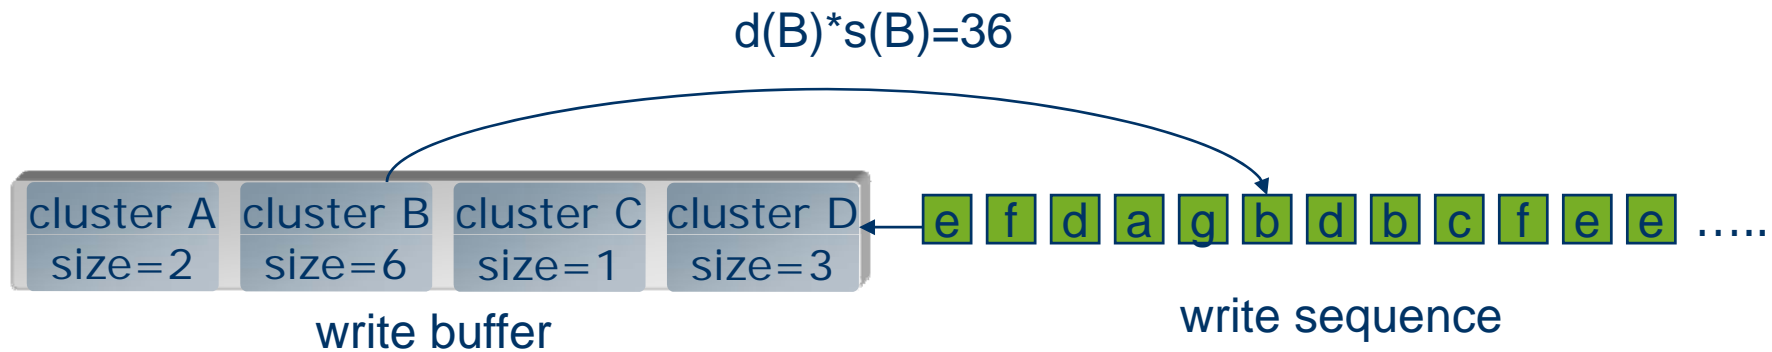 d(B)*s(B)=36
cluster A cluster B cluster C cluster D
size=2 size=6 size=1 size=3
e f d a g b d b c f e e .....
write buffer
write sequence